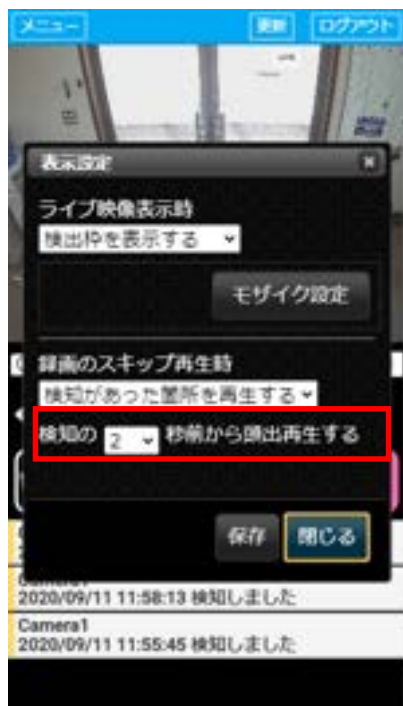 メニュー
更新
ログアウト
表示設定
ライブ映像表示時
検出枠を表示する
モザイク設定
録画のスキップ再生時
検知があった箇所を再生する
検知の 2 秒前から頭出再生する
保存
閉じる
Camera1
2020/09/11 11:58:13 検知しました
Camera1
2020/09/11 11:55:45 検知しました